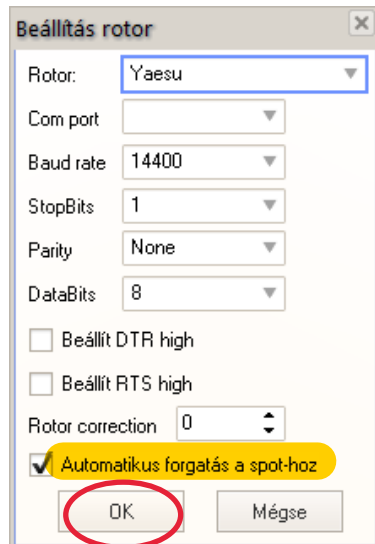 Beállítás rotor
Rotor: Yaesu
Com port
Baud rate 14400
StopBits 1
Parity None
DataBits 8
Beállít DTR high
Beállít RTS high
Rotor correction 0
Automatikus forgatás a spot-hoz
OK Mégse